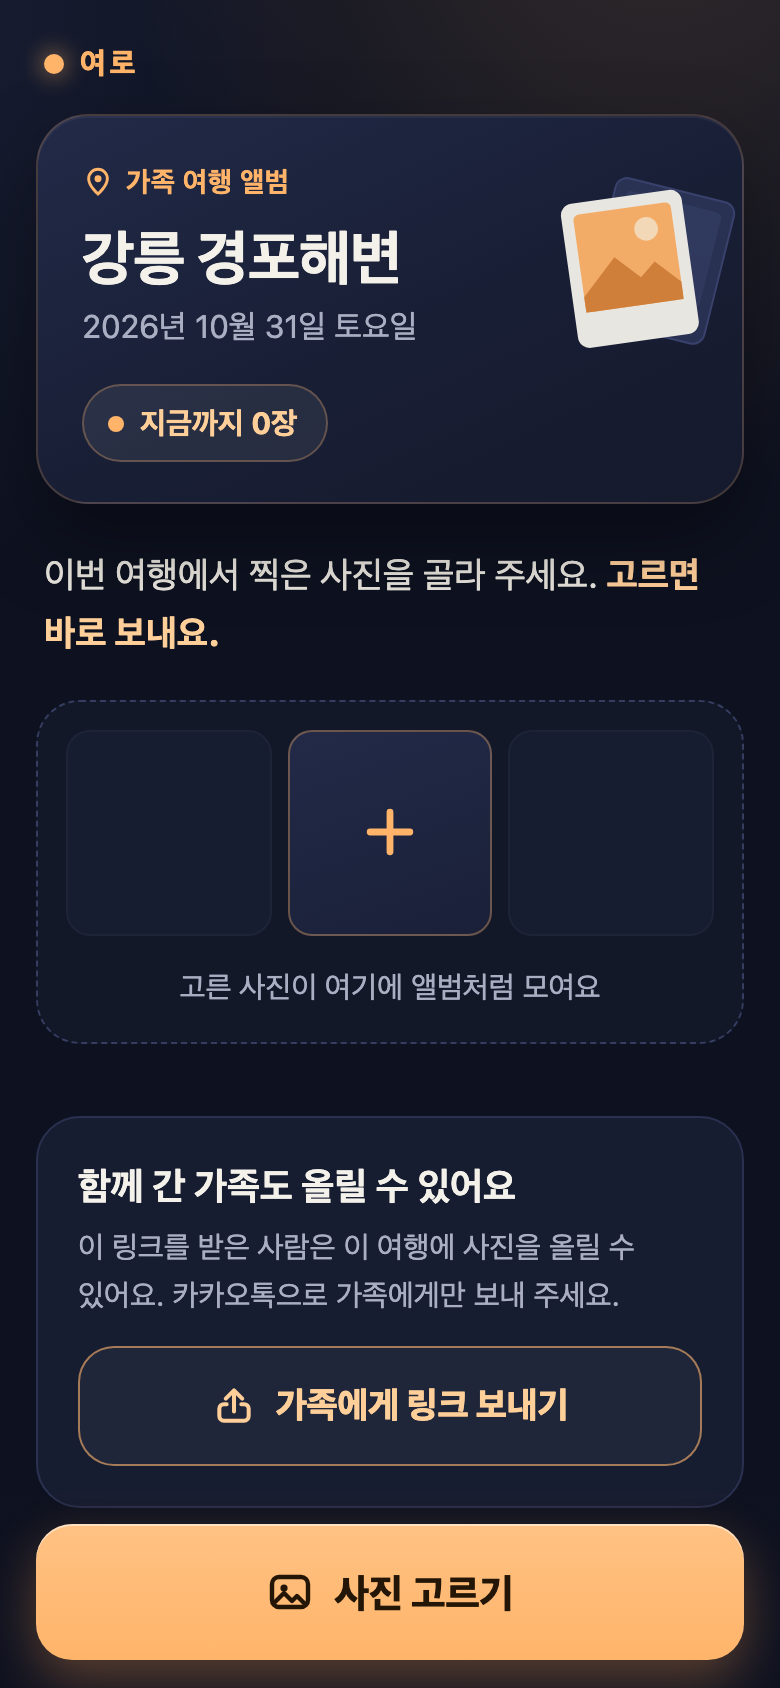 여로
가족 여행 앨범
강릉 경포해변
2026년 10월 31일 토요일
지금까지 0장
이번 여행에서 찍은 사진을 골라 주세요. 고르면
바로 보내요.
고른 사진이 여기에 앨범처럼 모여요
함께 간 가족도 올릴 수 있어요
이 링크를 받은 사람은 이 여행에 사진을 올릴 수
있어요. 카카오톡으로 가족에게만 보내 주세요.
가족에게 링크 보내기
사진 고르기